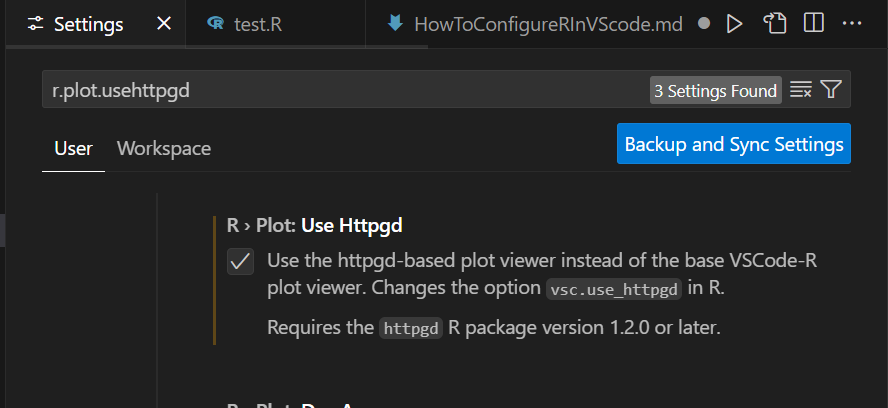 Settings
test.R
HowToConfigureRInVScode.md
r.plot.usehttpgd
3 Settings Found
User
Workspace
Backup and Sync Settings
R › Plot: Use Httpgd
Use the httpgd-based plot viewer instead of the base VSCode-R
plot viewer. Changes the option vsc.use_httpgd in R.
Requires the httpgd R package version 1.2.0 or later.